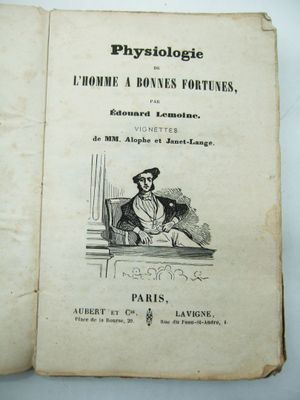 Physiologie
DE
L'HOMME A BONNES FORTUNES,
PAR
Édouard Lemoine.
VIGNETTES
de MM. Alophe et Janet-Lange.
PARIS,
AUBERT ET Cie,
Place de la Bourse, 29.
LAVIGNE,
Rue du Paon-St-André, 1.